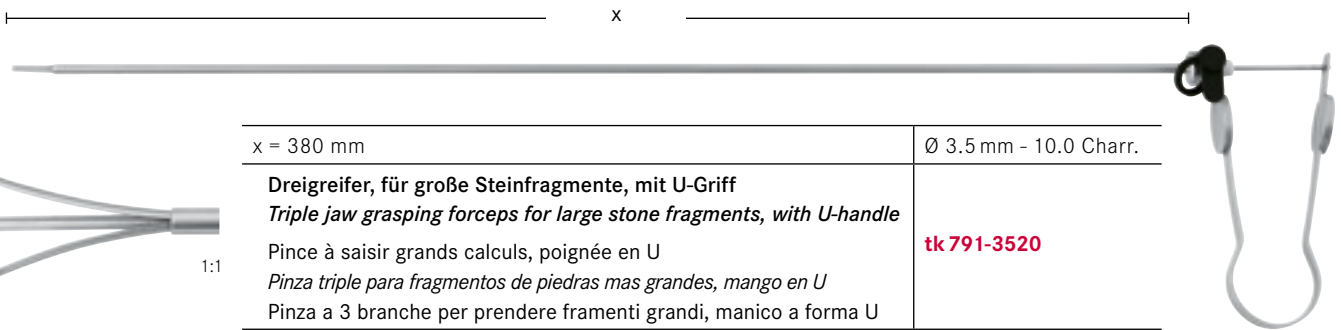 x
x = 380 mm
Ø 3.5 mm - 10.0 Charr.
Dreigreifer, für große Steinfragmente, mit U-Griff
Triple jaw grasping forceps for large stone fragments, with U-handle
Pince à saisir grands calculs, poignée en U
Pinza triple para fragmentos de piedras mas grandes, mango en U
Pinza a 3 branche per prendere framenti grandi, manico a forma U
tk 791-3520
1:1